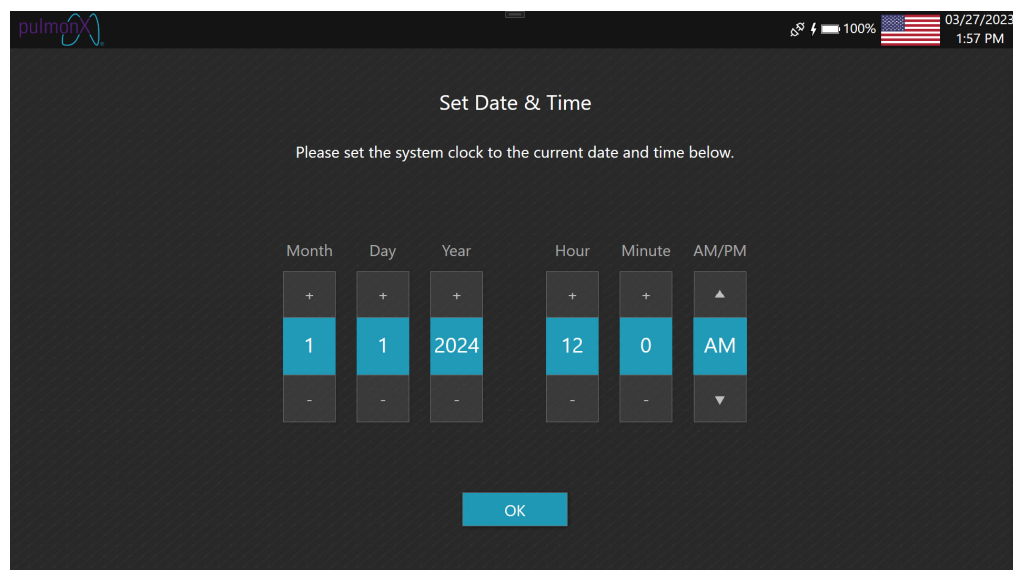 pulmonX
100%
03/27/2023
1:57 PM
Set Date & Time
Please set the system clock to the current date and time below.
Month Day Year Hour Minute AM/PM
+ + + + + ▲
1 1 2024 12 0 AM
- - - - - ▼
OK